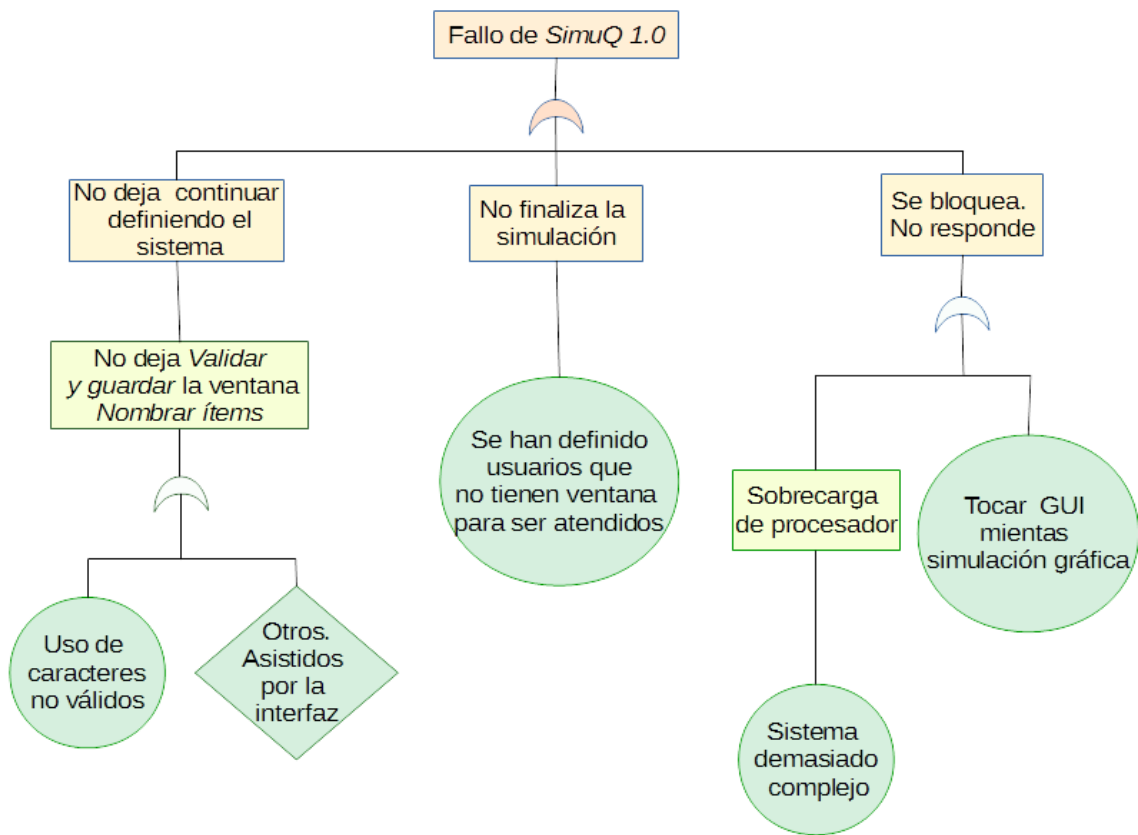 Fallo de SimuQ 1.0
No deja continuar
definiendo el
sistema
No finaliza la
simulación
Se bloquea.
No responde
No deja Validar
y guardar la ventana
Nombrar ítems
Se han definido
usuarios que
no tienen ventana
para ser atendidos
Sobrecarga
de procesador
Tocar GUI
mientas
simulación gráfica
Uso de
caracteres
no válidos
Otros.
Asistidos
por la
interfaz
Sistema
demasiado
complejo